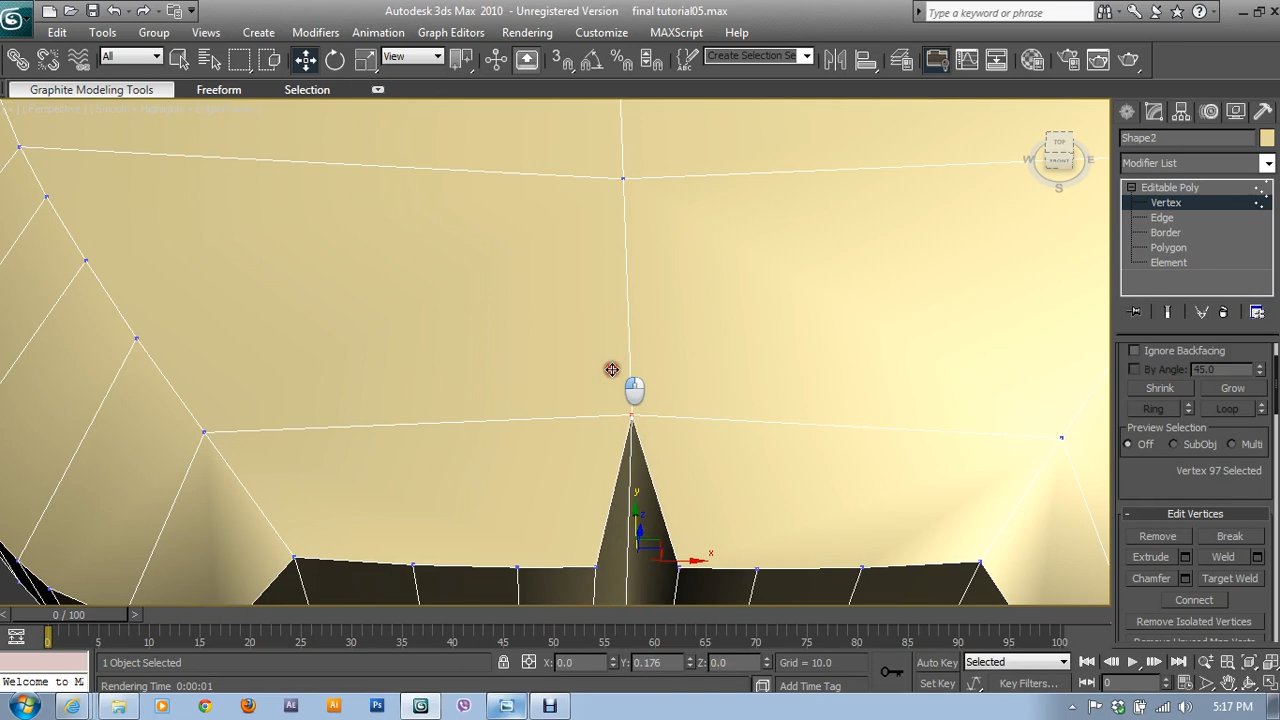 Autodesk 3ds Max 2010 - Unregistered Version final tutorial05.max
Type a keyword or phrase
Edit Tools Group Views Create Modifiers Animation Graph Editors Rendering Customize MAXScript Help
All View Create Selection Se
Graphite Modeling Tools Freeform Selection
TOP
FRONT
W E
S
y
x
Shape2
Modifier List
Editable Poly
Vertex
Edge
Border
Polygon
Element
Ignore Backfacing
By Angle: 45.0
Shrink Grow
Ring Loop
Preview Selection
Off SubObj Multi
Vertex 97 Selected
Edit Vertices
Remove Break
Extrude Weld
Chamfer Target Weld
Connect
Remove Isolated Vertices
< 0 / 100 >
0 5 10 15 20 25 30 35 40 45 50 55 60 65 70 75 80 85 90 95 100
1 Object Selected X: 0.0 Y: 0.176 Z: 0.0 Grid = 10.0 Auto Key Selected
Welcome to M Rendering Time 0:00:01 Add Time Tag Set Key Key Filters... 0
5:17 PM